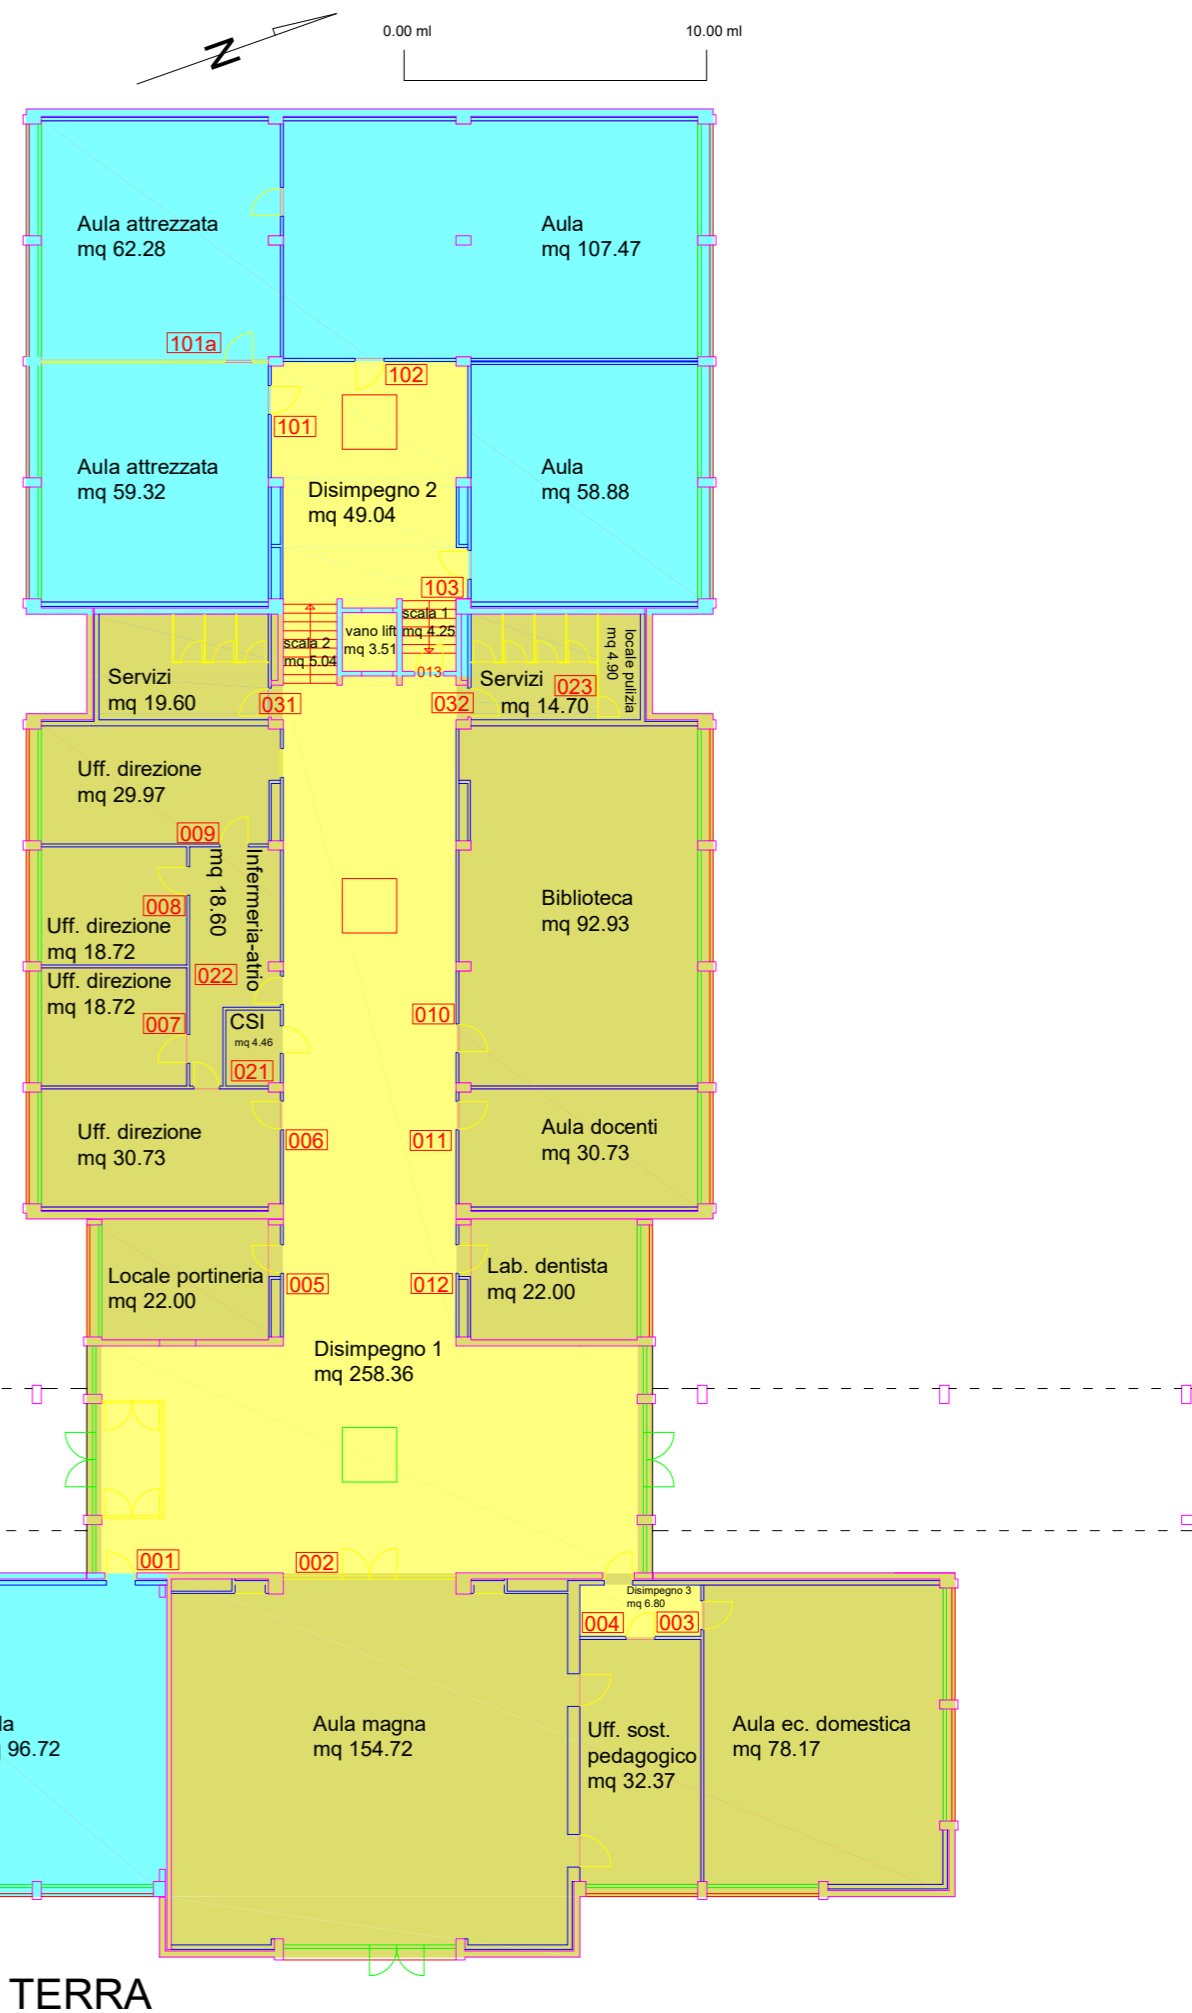 N
0.00 ml
10.00 ml
Aula attrezzata
mq 62.28
Aula
mq 107.47
101a
102
101
Aula attrezzata
mq 59.32
Disimpegno 2
mq 49.04
Aula
mq 58.88
103
scala 1
mq 4.25
vano lift
mq 3.51
scala 2
mq 5.04
013
locale pulizia
mq 4.90
Servizi
mq 19.60
031
032
Servizi
mq 14.70
023
Uff. direzione
mq 29.97
009
Infermeria-atrio
mq 18.60
008
Uff. direzione
mq 18.72
Biblioteca
mq 92.93
022
Uff. direzione
mq 18.72
007
CSI
mq 4.46
021
010
Uff. direzione
mq 30.73
006
011
Aula docenti
mq 30.73
Locale portineria
mq 22.00
005
012
Lab. dentista
mq 22.00
Disimpegno 1
mq 258.36
001
002
Disimpegno 3
mq 6.80
004
003
la
96.72
Aula magna
mq 154.72
Uff. sost.
pedagogico
mq 32.37
Aula ec. domestica
mq 78.17
TERRA